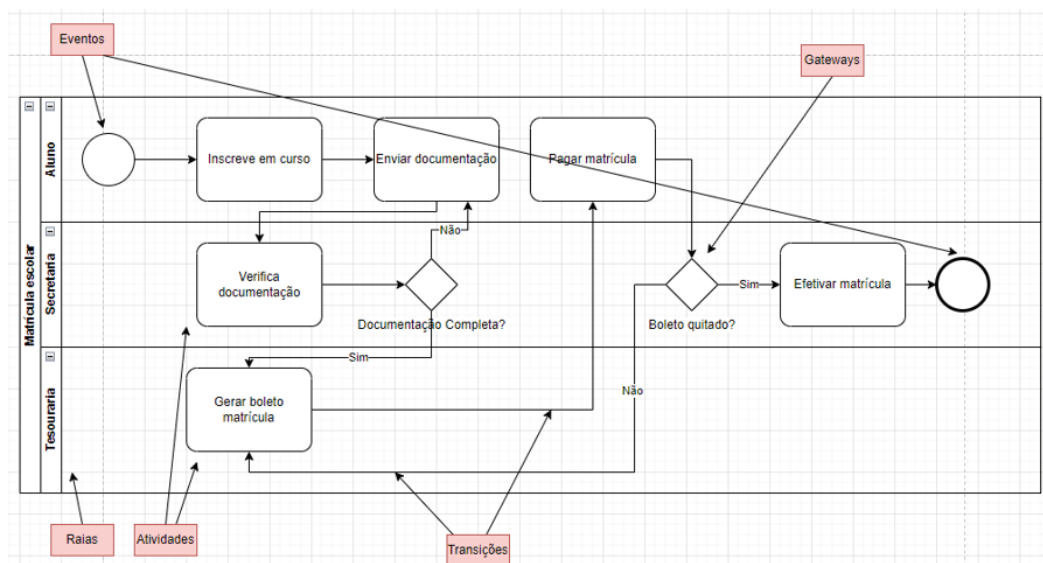 Eventos
Gateways
Matrícula escolar
Aluno
Inscreve em curso
Enviar documentação
Pagar matrícula
Secretaria
Não
Verifica
documentação
Documentação Completa?
Sim
Boleto quitado?
Sim
Efetivar matrícula
Tesouraria
Gerar boleto
matrícula
Não
Raias
Atividades
Transições